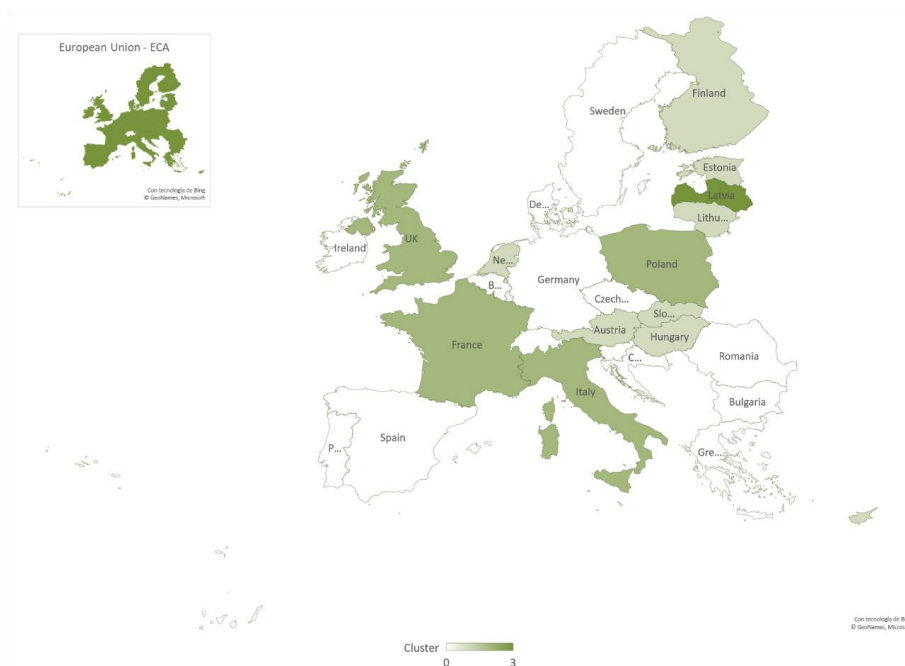 European Union - ECA
Con tecnología de Bing
© GeoNames, Microsoft
Finland
Sweden
Estonia
Latvia
De...
Lithu...
UK
Ireland
Ne...
Poland
Germany
B...
Czech...
Slo...
Austria
Hungary
France
C...
Romania
Italy
Bulgaria
Spain
P...
Gre...
Con tecnología de B
© GeoNames, Micros
Cluster
0 3